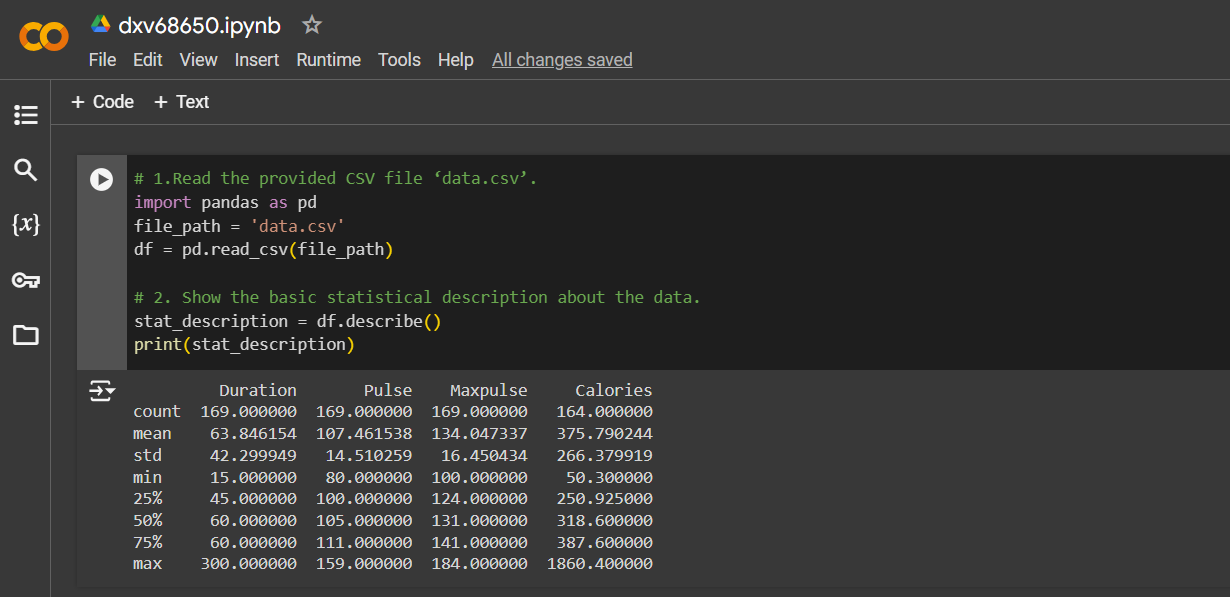 dxv68650.ipynb
File Edit View Insert Runtime Tools Help All changes saved
+ Code + Text
{x}
# 1.Read the provided CSV file ‘data.csv’.
import pandas as pd
file_path = 'data.csv'
df = pd.read_csv(file_path)
# 2. Show the basic statistical description about the data.
stat_description = df.describe()
print(stat_description)
Duration Pulse Maxpulse Calories
count 169.000000 169.000000 169.000000 164.000000
mean 63.846154 107.461538 134.047337 375.790244
std 42.299949 14.510259 16.450434 266.379919
min 15.000000 80.000000 100.000000 50.300000
25% 45.000000 100.000000 124.000000 250.925000
50% 60.000000 105.000000 131.000000 318.600000
75% 60.000000 111.000000 141.000000 387.600000
max 300.000000 159.000000 184.000000 1860.400000